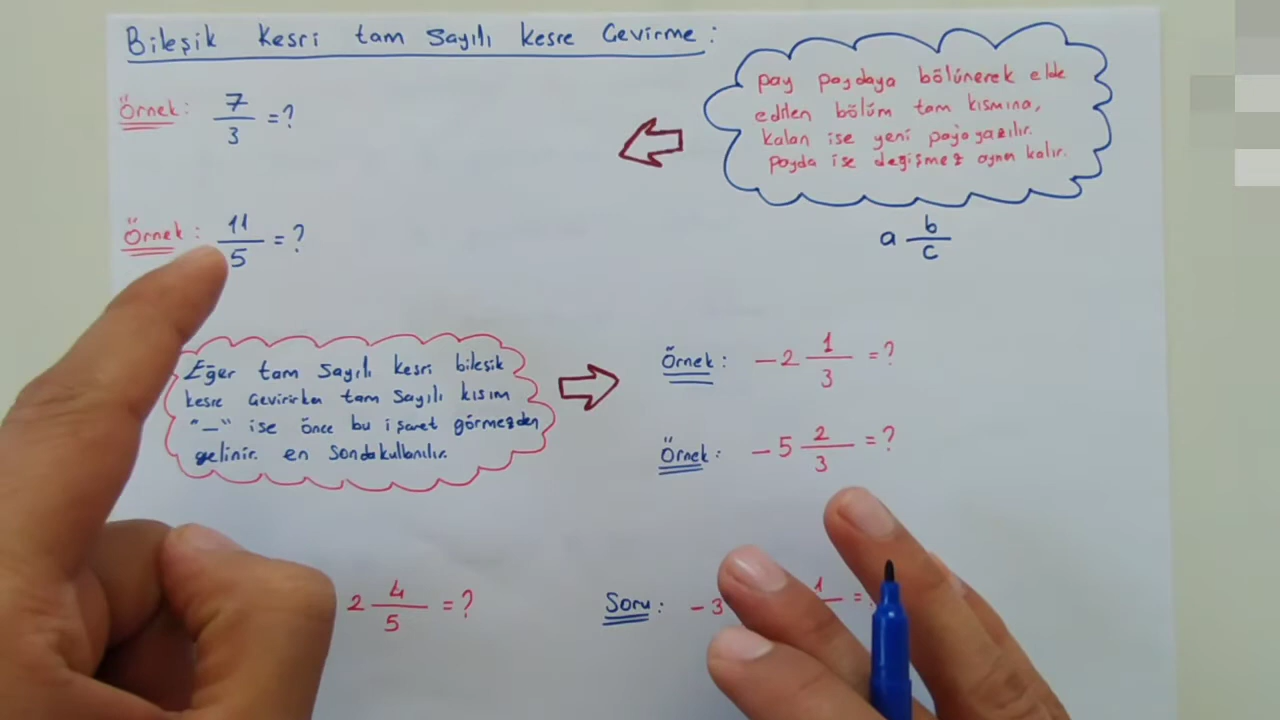 Bileşik Kesri tam sayılı kesre Çevirme:
Örnek: 7/3 = ?
pay paydaya bölünerek elde
edilen bölüm tam kısmına,
kalan ise yeni paya yazılır.
payda ise değişmez aynen kalır.
Örnek: 11/5 = ?
a b/c
Eğer tam sayılı kesri bileşik
kesre çevirirken tam sayılı kısım
"—" ise önce bu işaret görmezden
gelinir. en sonda kullanılır.
Örnek: -2 1/3 = ?
Örnek: -5 2/3 = ?
2 4/5 = ?
Soru: -3 1 =